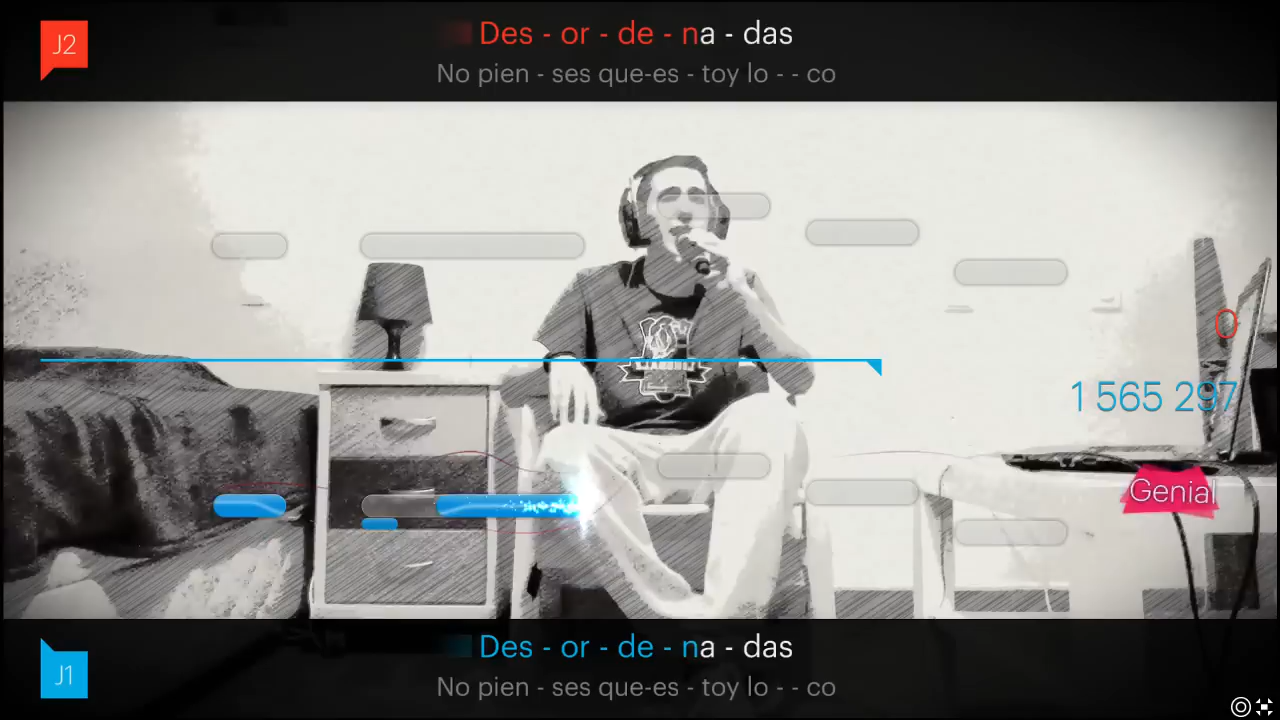 J2
Des - or - de - na - das
No pien - ses que-es - toy lo - - co
0
1 565 297
Genial
J1
Des - or - de - na - das
No pien - ses que-es - toy lo - - co